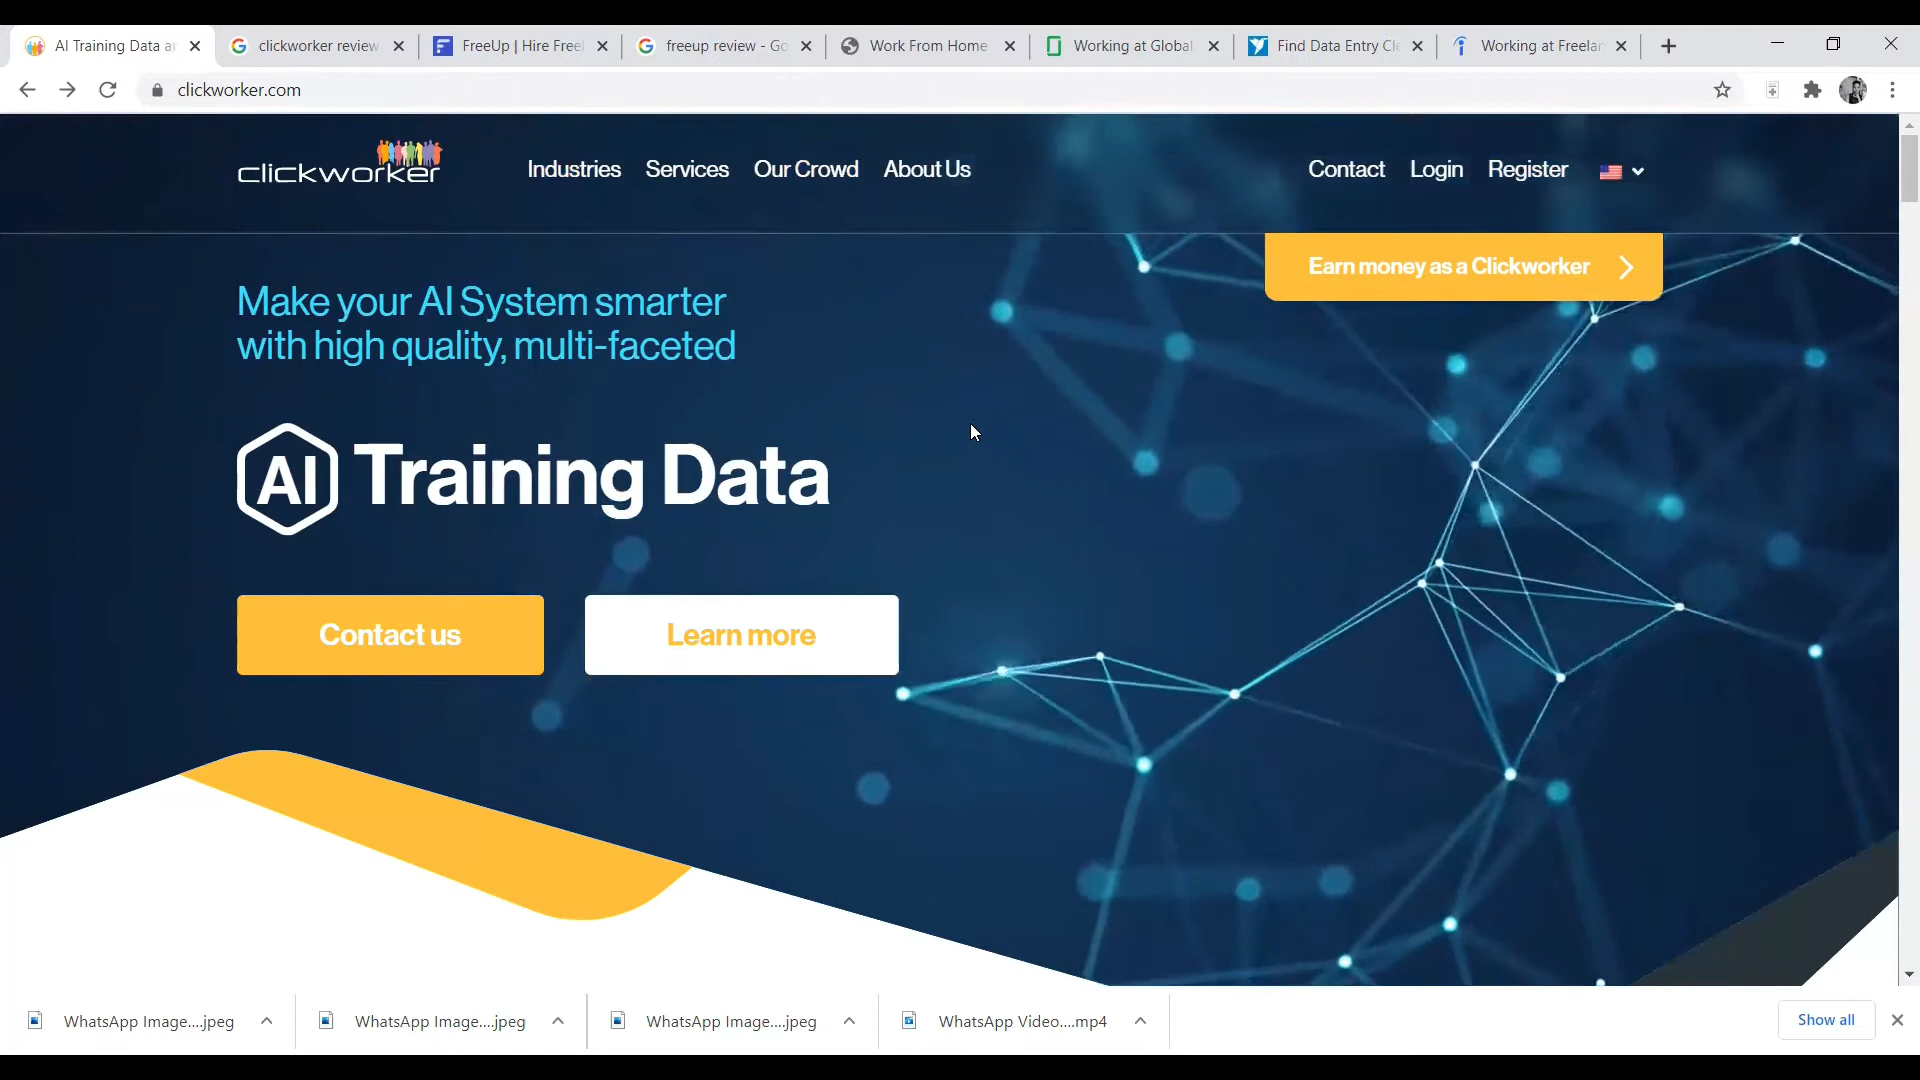 AI Training Data ar
clickworker review
FreeUp | Hire Free
freeup review - Go
Work From Home
Working at Global
Find Data Entry Cl
Working at Freelan
clickworker.com
clickworker
Industries Services Our Crowd About Us
Contact Login Register
Earn money as a Clickworker
Make your AI System smarter
with high quality, multi-faceted
AI Training Data
Contact us
Learn more
WhatsApp Image....jpeg
WhatsApp Image....jpeg
WhatsApp Image....jpeg
WhatsApp Video....mp4
Show all